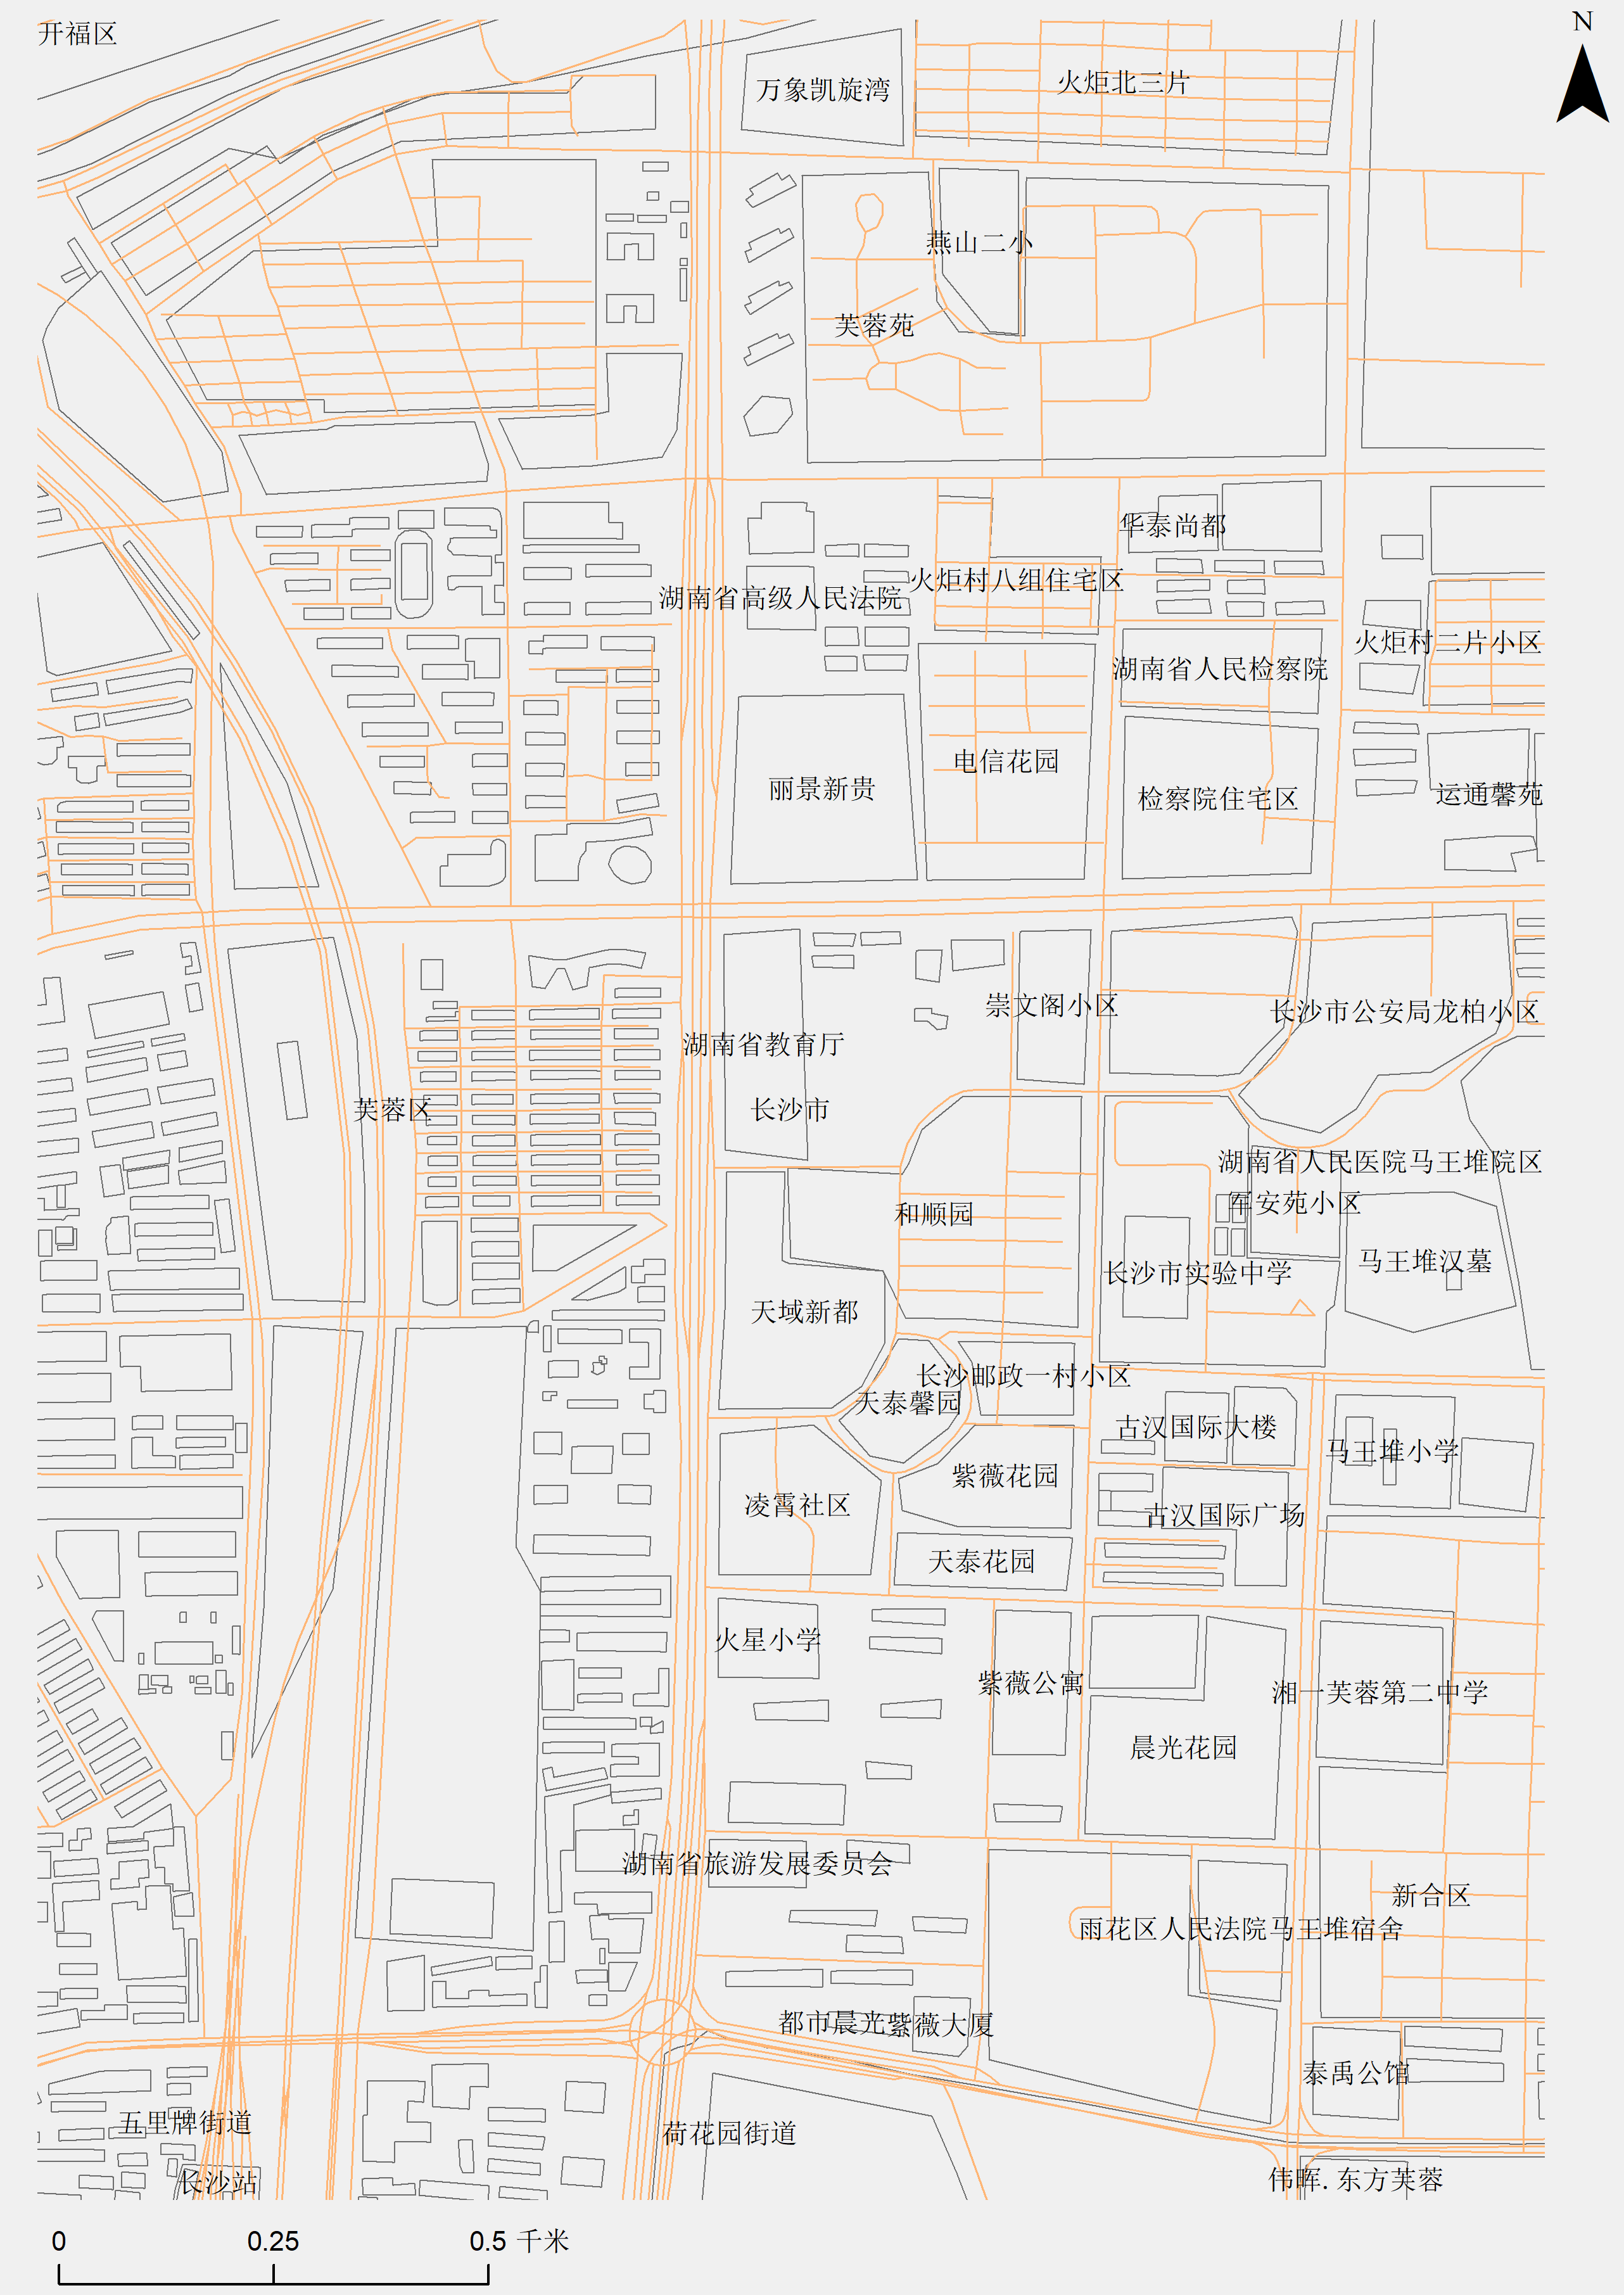 开福区
N
火炬北三片
万象凯旋湾
燕山二小
芙蓉苑
华泰尚都
火炬村八组住宅区
湖南省高级人民法院
火炬村二片小区
湖南省人民检察院
电信花园
丽景新贵
检察院住宅区
运通馨苑
崇文阁小区
长沙市公安局龙柏小区
湖南省教育厅
芙蓉区
长沙市
湖南省人民医院马王堆院区
军安苑小区
和顺园
马王堆汉墓
长沙市实验中学
天域新都
长沙邮政一村小区
天泰馨园
古汉国际大楼
马王堆小学
紫薇花园
凌霄社区
古汉国际广场
天泰花园
火星小学
紫薇公寓
湘一芙蓉第二中学
晨光花园
湖南省旅游发展委员会
新合区
雨花区人民法院马王堆宿舍
都市晨光紫薇大厦
泰禹公馆
五里牌街道
荷花园街道
长沙站
伟晖.东方芙蓉
0 0.25 0.5 千米